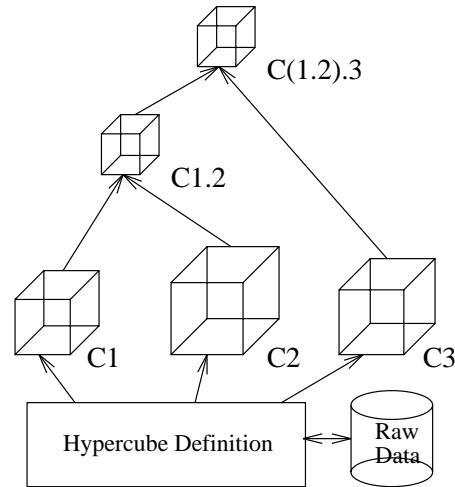 C(1.2).3
C1.2
C1
C2
C3
Hypercube Definition
Raw
Data